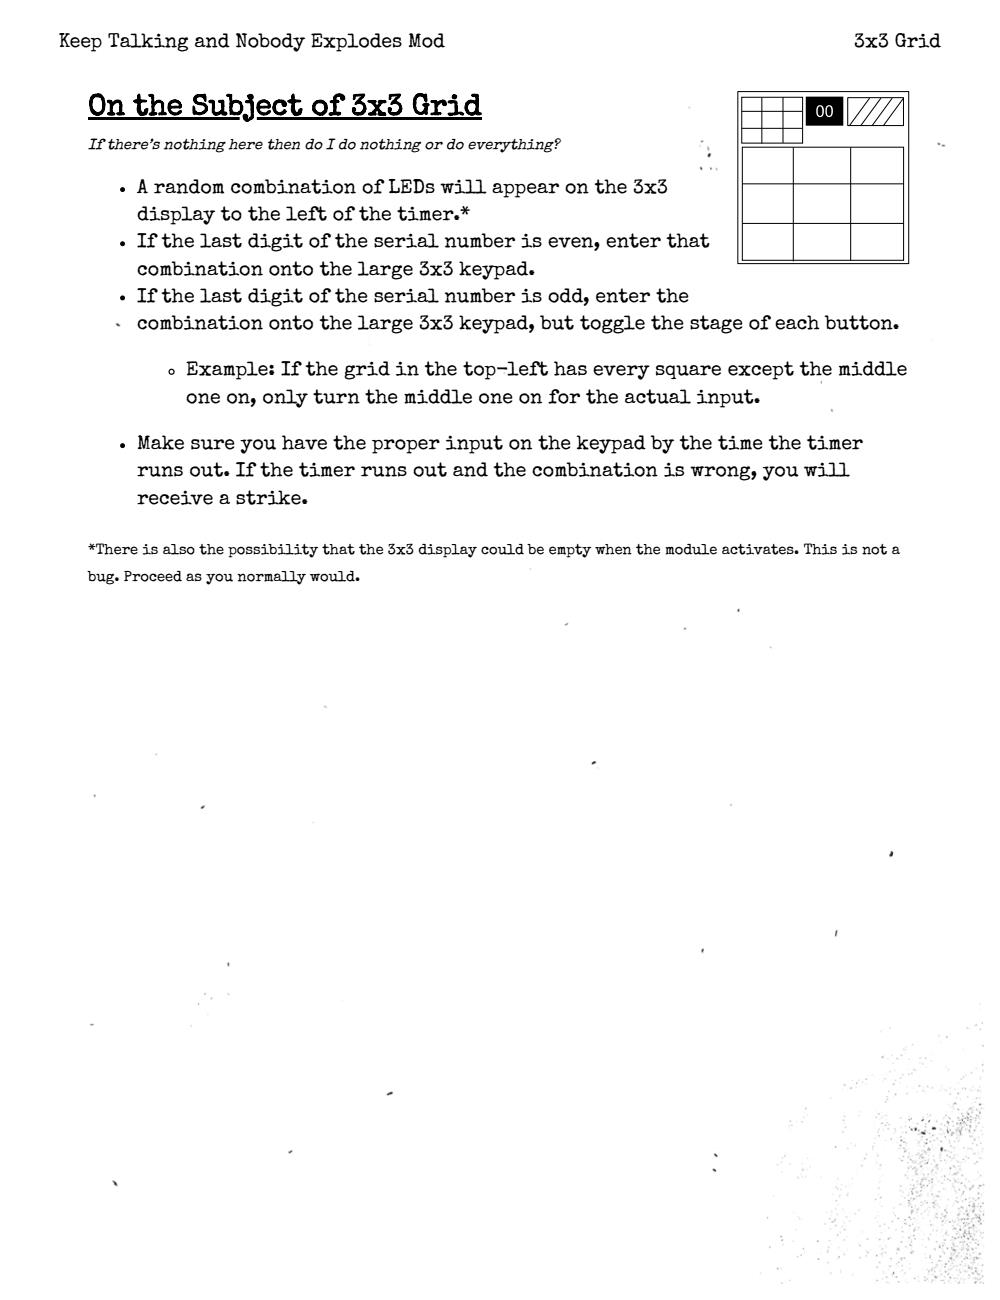 Keep Talking and Nobody Explodes Mod
3x3 Grid
On the Subject of 3x3 Grid
00
If there's nothing here then do I do nothing or do everything?
• A random combination of LEDs will appear on the 3x3
display to the left of the timer.*
• If the last digit of the serial number is even, enter that
combination onto the large 3x3 keypad.
• If the last digit of the serial number is odd, enter the
combination onto the large 3x3 keypad, but toggle the stage of each button.
◦ Example: If the grid in the top-left has every square except the middle
one on, only turn the middle one on for the actual input.
• Make sure you have the proper input on the keypad by the time the timer
runs out. If the timer runs out and the combination is wrong, you will
receive a strike.
*There is also the possibility that the 3x3 display could be empty when the module activates. This is not a
bug. Proceed as you normally would.